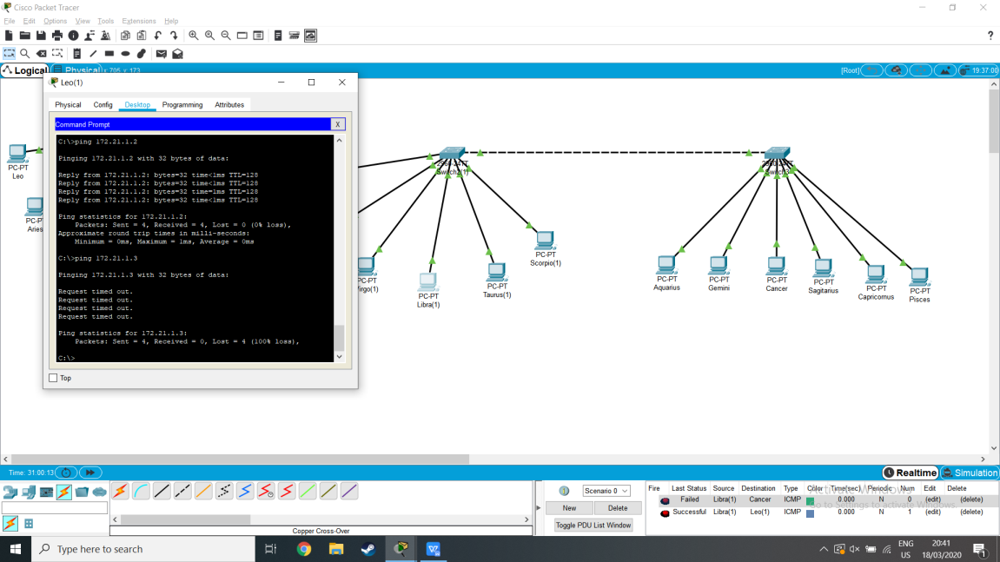 Cisco Packet Tracer
File Edit Options View Tools Extensions Help
?
Logical Physical x: 705, y: 173 [Root] 19:37:00
Leo(1)
Physical Config Desktop Programming Attributes
Command Prompt X
C:\>ping 172.21.1.2
Pinging 172.21.1.2 with 32 bytes of data:
Reply from 172.21.1.2: bytes=32 time<1ms TTL=128
Reply from 172.21.1.2: bytes=32 time=1ms TTL=128
Reply from 172.21.1.2: bytes=32 time<1ms TTL=128
Reply from 172.21.1.2: bytes=32 time<1ms TTL=128
Ping statistics for 172.21.1.2:
Packets: Sent = 4, Received = 4, Lost = 0 (0% loss),
Approximate round trip times in milli-seconds:
Minimum = 0ms, Maximum = 1ms, Average = 0ms
C:\>ping 172.21.1.3
Pinging 172.21.1.3 with 32 bytes of data:
Request timed out.
Request timed out.
Request timed out.
Request timed out.
Ping statistics for 172.21.1.3:
Packets: Sent = 4, Received = 0, Lost = 4 (100% loss),
C:\>
Top
PC-PT
Leo
PC-P
Aries
2960-24TT
Switch2(1)
2960-24TT
Switch3
PC-PT
Virgo(1)
PC-PT
Libra(1)
PC-PT
Taurus(1)
PC-PT
Scorpio(1)
PC-PT
Aquarius
PC-PT
Gemini
PC-PT
Cancer
PC-PT
Sagitarius
PC-PT
Capricornus
PC-PT
Pisces
Time: 31:00:13 Realtime Simulation
Copper Cross-Over
Scenario 0
New Delete
Toggle PDU List Window
Fire Last Status Source Destination Type Color Time(sec) Periodic Num Edit Delete
Failed Libra(1) Cancer ICMP 0.000 N 0 (edit) (delete)
Successful Libra(1) Leo(1) ICMP 0.000 N 1 (edit) (delete)
Activate Windows
Go to Settings to activate Windows.
Type here to search
ENG
US
20:41
18/03/2020
1